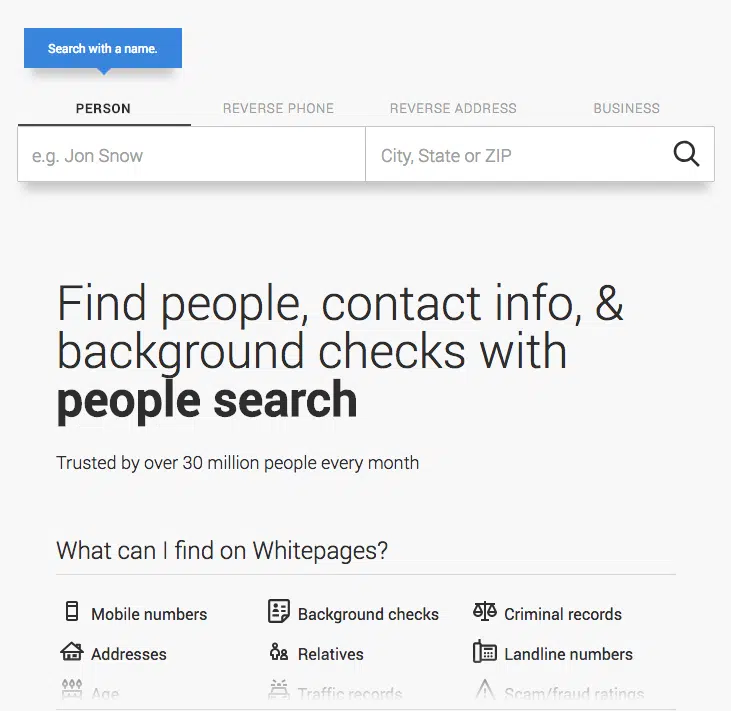 Search with a name.
PERSON REVERSE PHONE REVERSE ADDRESS BUSINESS
e.g. Jon Snow City, State or ZIP
Find people, contact info, &
background checks with
people search
Trusted by over 30 million people every month
What can I find on Whitepages?
Mobile numbers Background checks Criminal records
Addresses Relatives Landline numbers
Age Traffic records Scam/fraud ratings